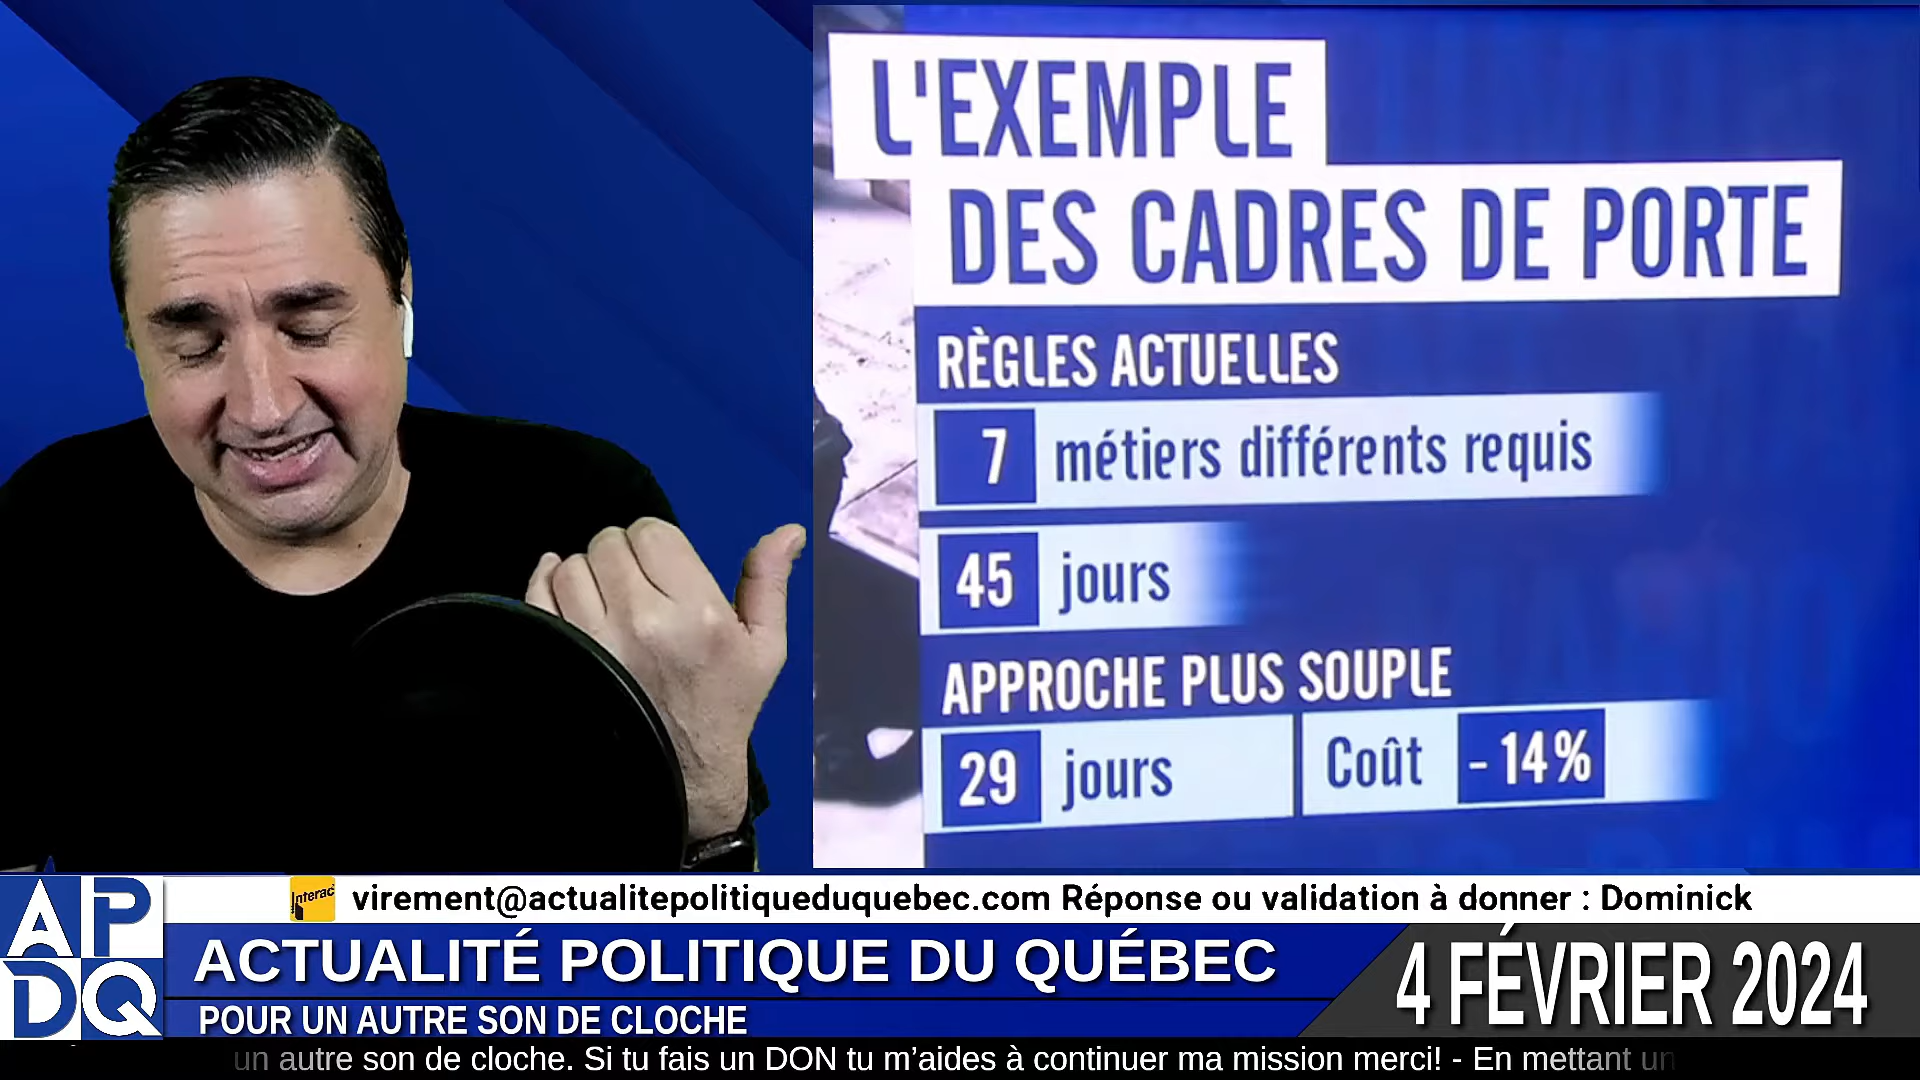 L'EXEMPLE
DES CADRES DE PORTE
RÈGLES ACTUELLES
7 métiers différents requis
45 jours
APPROCHE PLUS SOUPLE
29 jours Coût - 14%
Interac virement@actualitepolitiqueduquebec.com Réponse ou validation à donner : Dominick
AP
DQ
ACTUALITÉ POLITIQUE DU QUÉBEC
POUR UN AUTRE SON DE CLOCHE
4 FÉVRIER 2024
un autre son de cloche. Si tu fais un DON tu m’aides à continuer ma mission merci! - En mettant un